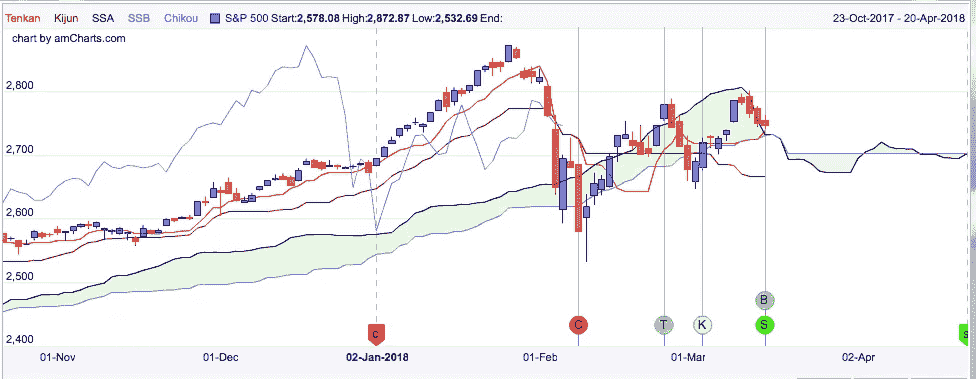 Tenkan Kijun SSA SSB Chikou S&P 500 Start:2,578.08 High:2,872.87 Low:2,532.69 End: 23-Oct-2017 - 20-Apr-2018
chart by amCharts.com
2,800
2,700
2,600
2,500
2,400
B
C T K S
C S
01-Nov 01-Dec 02-Jan-2018 01-Feb 01-Mar 02-Apr